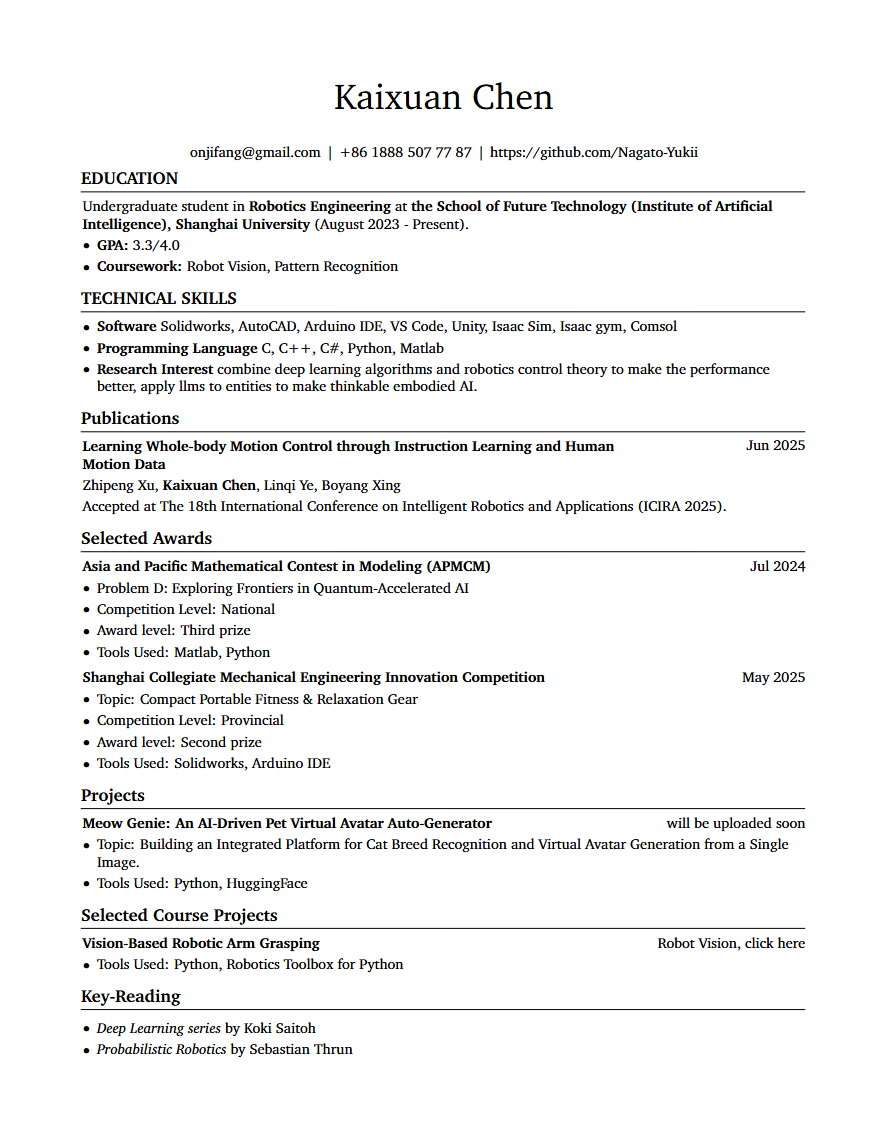 Kaixuan Chen
onjifang@gmail.com | +86 1888 507 77 87 | https://github.com/Nagato-Yukii
EDUCATION
Undergraduate student in Robotics Engineering at the School of Future Technology (Institute of Artificial
Intelligence), Shanghai University (August 2023 - Present).
• GPA: 3.3/4.0
• Coursework: Robot Vision, Pattern Recognition
TECHNICAL SKILLS
• Software Solidworks, AutoCAD, Arduino IDE, VS Code, Unity, Isaac Sim, Isaac gym, Comsol
• Programming Language C, C++, C#, Python, Matlab
• Research Interest combine deep learning algorithms and robotics control theory to make the performance
better, apply llms to entities to make thinkable embodied AI.
Publications
Learning Whole-body Motion Control through Instruction Learning and Human Jun 2025
Motion Data
Zhipeng Xu, Kaixuan Chen, Linqi Ye, Boyang Xing
Accepted at The 18th International Conference on Intelligent Robotics and Applications (ICIRA 2025).
Selected Awards
Asia and Pacific Mathematical Contest in Modeling (APMCM) Jul 2024
• Problem D: Exploring Frontiers in Quantum-Accelerated AI
• Competition Level: National
• Award level: Third prize
• Tools Used: Matlab, Python
Shanghai Collegiate Mechanical Engineering Innovation Competition May 2025
• Topic: Compact Portable Fitness & Relaxation Gear
• Competition Level: Provincial
• Award level: Second prize
• Tools Used: Solidworks, Arduino IDE
Projects
Meow Genie: An AI-Driven Pet Virtual Avatar Auto-Generator will be uploaded soon
• Topic: Building an Integrated Platform for Cat Breed Recognition and Virtual Avatar Generation from a Single
Image.
• Tools Used: Python, HuggingFace
Selected Course Projects
Vision-Based Robotic Arm Grasping Robot Vision, click here
• Tools Used: Python, Robotics Toolbox for Python
Key-Reading
• Deep Learning series by Koki Saitoh
• Probabilistic Robotics by Sebastian Thrun